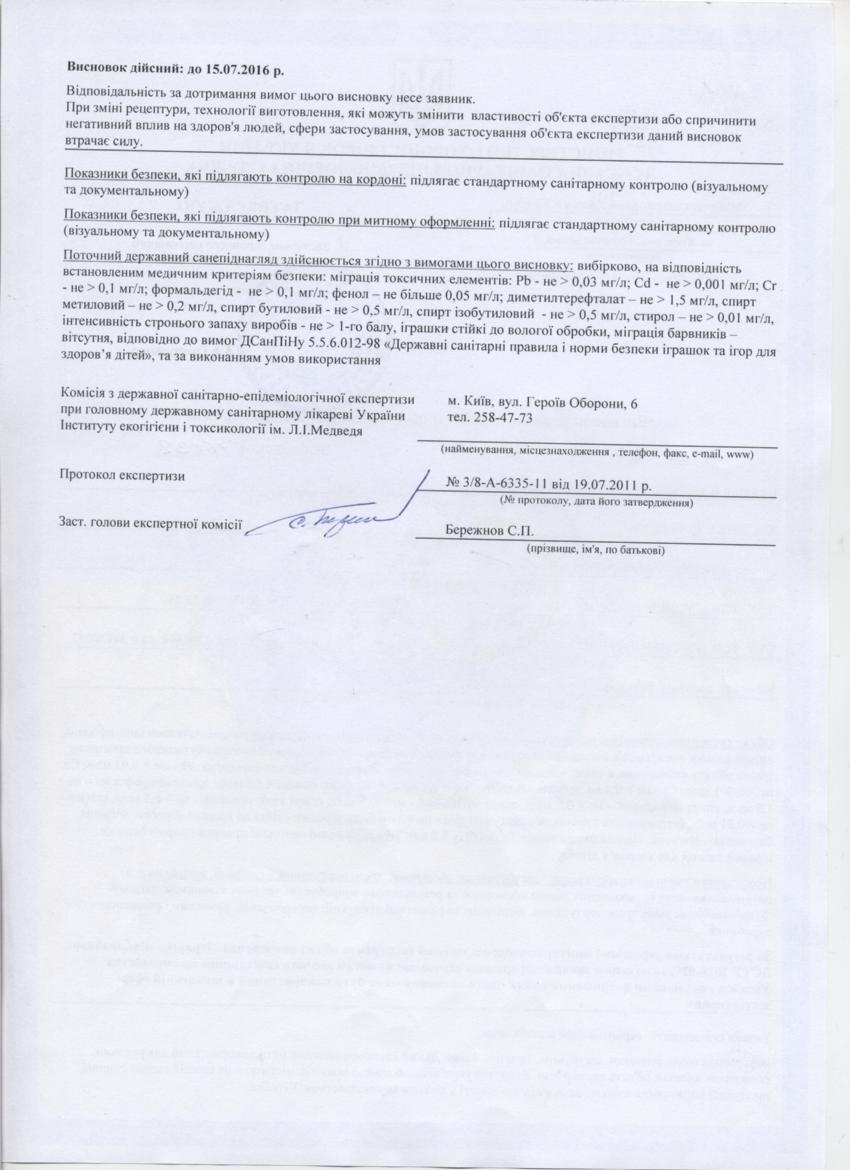 Висновок дійсний: до 15.07.2016 р.
Відповідальність за дотримання вимог цього висновку несе заявник.
При зміні рецептури, технології виготовлення, які можуть змінити властивості об'єкта експертизи або спричинити
негативний вплив на здоров'я людей, сфери застосування, умов застосування об'єкта експертизи даний висновок
втрачає силу.
Показники безпеки, які підлягають контролю на кордоні: підлягає стандартному санітарному контролю (візуальному
та документальному)
Показники безпеки, які підлягають контролю при митному оформленні: підлягає стандартному санітарному контролю
(візуальному та документальному)
Поточний державний санепіднагляд здійснюється згідно з вимогами цього висновку: вибірково, на відповідність
встановленим медичним критеріям безпеки: міграція токсичних елементів: Pb - не > 0,03 мг/л; Cd - не > 0,001 мг/л; Cr
- не > 0,1 мг/л; формальдегід - не > 0,1 мг/л; фенол – не більше 0,05 мг/л; диметилтерефталат – не > 1,5 мг/л, спирт
метиловий – не > 0,2 мг/л, спирт бутиловий - не > 0,5 мг/л, спирт ізобутиловий - не > 0,5 мг/л, стирол – не > 0,01 мг/л,
інтенсивність стронього запаху виробів - не > 1-го балу, іграшки стійкі до вологої обробки, міграція барвників –
вітсутня, відповідно до вимог ДСанПіНу 5.5.6.012-98 «Державні санітарні правила і норми безпеки іграшок та ігор для
здоров’я дітей», та за виконанням умов використання
Комісія з державної санітарно-епідеміологічної експертизи
при головному державному санітарному лікареві України
Інституту екогігієни і токсикології ім. Л.І.Медведя
м. Київ, вул. Героїв Оборони, 6
тел. 258-47-73
(найменування, місцезнаходження , телефон, факс, e-mail, www)
Протокол експертизи
№ 3/8-А-6335-11 від 19.07.2011 р.
(№ протоколу, дата його затвердження)
Заст. голови експертної комісії
Бережнов С.П.
(прізвище, ім'я, по батькові)